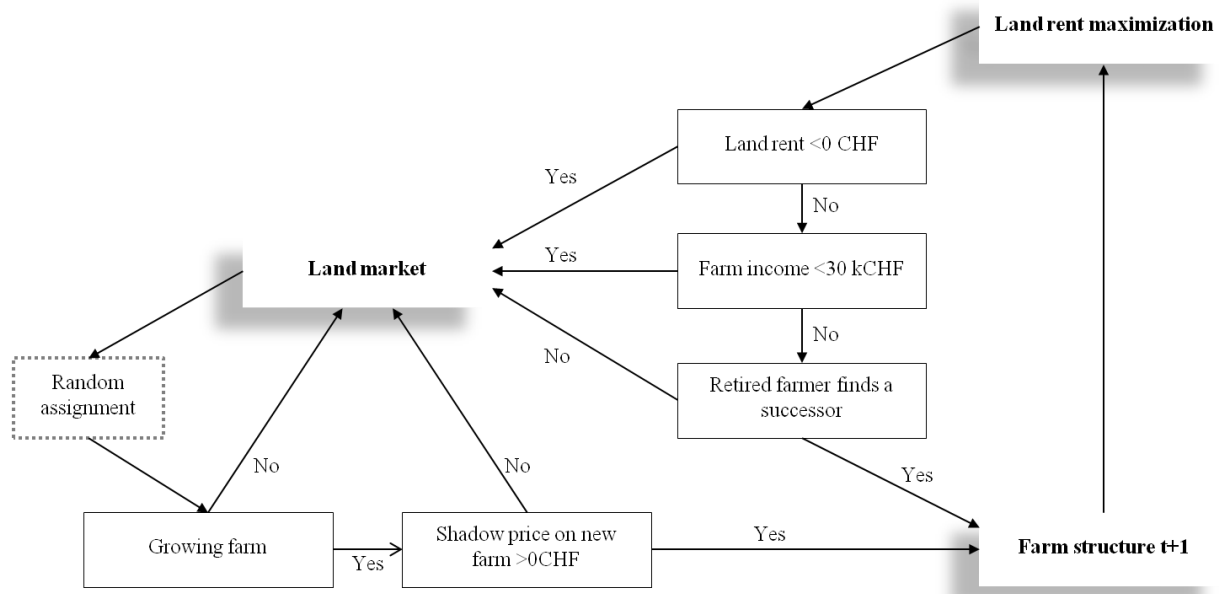 Land rent maximization
Land rent <0 CHF
Yes
No
Land market
Yes
Farm income <30 kCHF
No
No
Random
assignment
Retired farmer finds a
successor
No
No
Yes
Growing farm
Yes
Shadow price on new
farm >0CHF
Yes
Farm structure t+1